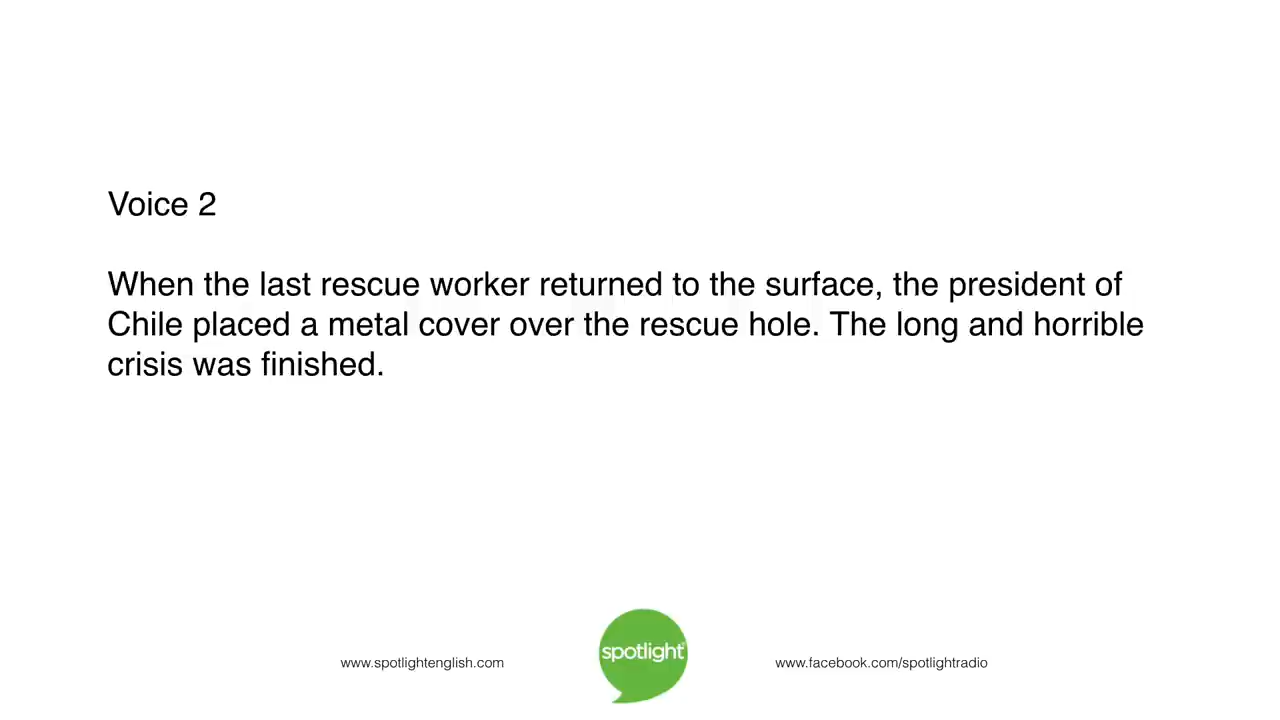 Voice 2
When the last rescue worker returned to the surface, the president of
Chile placed a metal cover over the rescue hole. The long and horrible
crisis was finished.
www.spotlightenglish.com
spotlight
www.facebook.com/spotlightradio